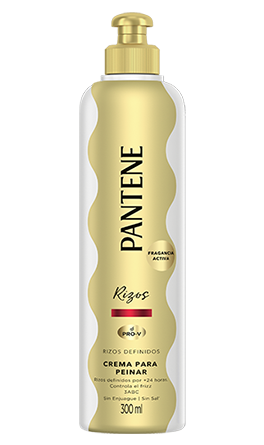 PANTENE
FRAGANCIA
ACTIVA
Rizos
PRO-V
RIZOS DEFINIDOS
CREMA PARA
PEINAR
Rizos definidos por +24 horas
Controla el frizz
3ABC
Sin Enjuague | Sin Sal
300 ml